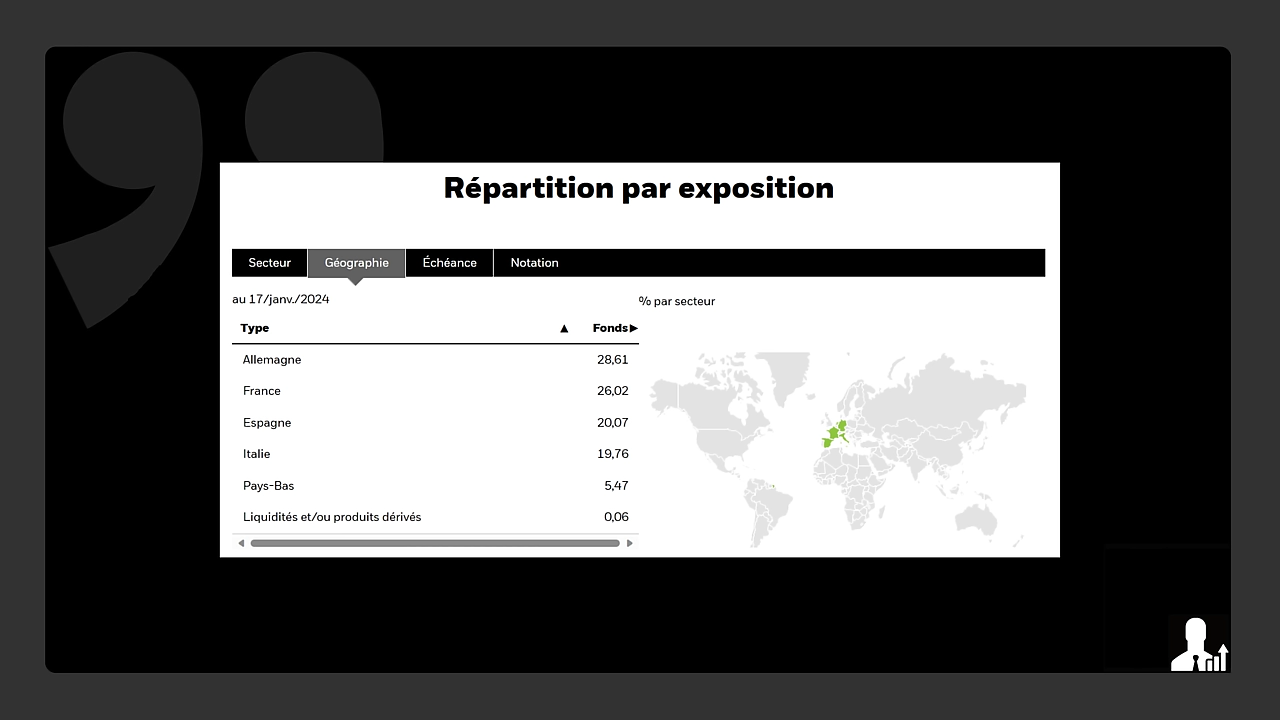 Répartition par exposition
Secteur Géographie Échéance Notation
au 17/janv./2024
% par secteur
Type ▲ Fonds▶
Allemagne 28,61
France 26,02
Espagne 20,07
Italie 19,76
Pays-Bas 5,47
Liquidités et/ou produits dérivés 0,06